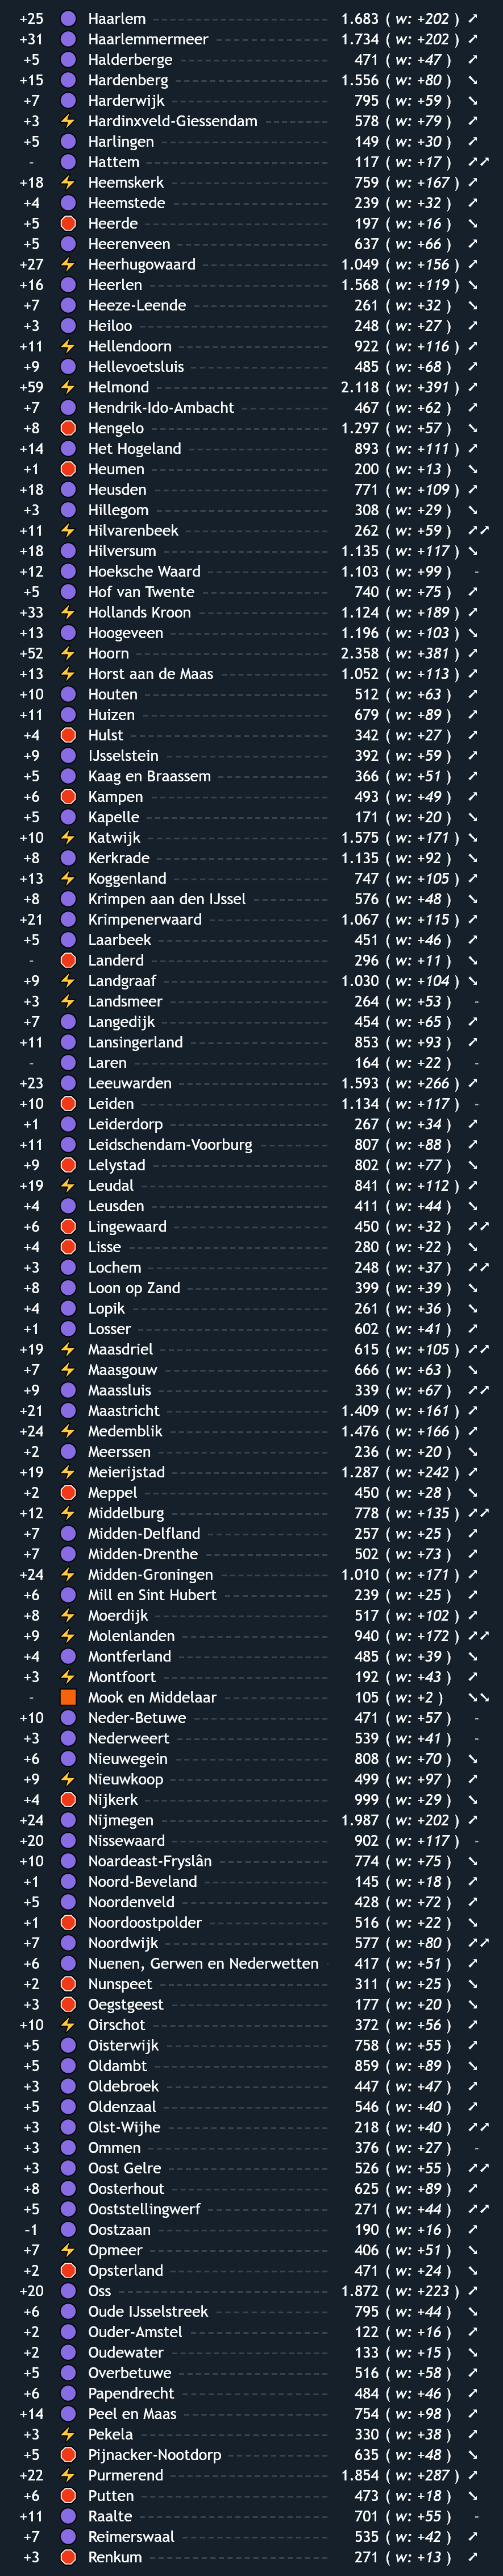 +25 Haarlem 1.683 ( w: +202 ) ↗
+31 Haarlemmermeer 1.734 ( w: +202 ) ↗
+5 Halderberge 471 ( w: +47 ) ↗
+15 Hardenberg 1.556 ( w: +80 ) ↘
+7 Harderwijk 795 ( w: +59 ) ↘
+3 Hardinxveld-Giessendam 578 ( w: +79 ) ↗
+5 Harlingen 149 ( w: +30 ) ↗
- Hattem 117 ( w: +17 ) ↗↗
+18 Heemskerk 759 ( w: +167 ) ↗
+4 Heemstede 239 ( w: +32 ) ↗
+5 Heerde 197 ( w: +16 ) ↘
+5 Heerenveen 637 ( w: +66 ) ↗
+27 Heerhugowaard 1.049 ( w: +156 ) ↗
+16 Heerlen 1.568 ( w: +119 ) ↘
+7 Heeze-Leende 261 ( w: +32 ) ↘
+3 Heiloo 248 ( w: +27 ) ↗
+11 Hellendoorn 922 ( w: +116 ) ↗
+9 Hellevoetsluis 485 ( w: +68 ) ↗
+59 Helmond 2.118 ( w: +391 ) ↗
+7 Hendrik-Ido-Ambacht 467 ( w: +62 ) ↗
+8 Hengelo 1.297 ( w: +57 ) ↘
+14 Het Hogeland 893 ( w: +111 ) ↗
+1 Heumen 200 ( w: +13 ) ↘
+18 Heusden 771 ( w: +109 ) ↗
+3 Hillegom 308 ( w: +29 ) ↘
+11 Hilvarenbeek 262 ( w: +59 ) ↗↗
+18 Hilversum 1.135 ( w: +117 ) ↘
+12 Hoeksche Waard 1.103 ( w: +99 ) -
+5 Hof van Twente 740 ( w: +75 ) ↗
+33 Hollands Kroon 1.124 ( w: +189 ) ↗
+13 Hoogeveen 1.196 ( w: +103 ) ↘
+52 Hoorn 2.358 ( w: +381 ) ↗
+13 Horst aan de Maas 1.052 ( w: +113 ) ↗
+10 Houten 512 ( w: +63 ) ↗
+11 Huizen 679 ( w: +89 ) ↗
+4 Hulst 342 ( w: +27 ) ↗
+9 IJsselstein 392 ( w: +59 ) ↗
+5 Kaag en Braassem 366 ( w: +51 ) ↗
+6 Kampen 493 ( w: +49 ) ↗
+5 Kapelle 171 ( w: +20 ) ↘
+10 Katwijk 1.575 ( w: +171 ) ↘
+8 Kerkrade 1.135 ( w: +92 ) ↗
+13 Koggenland 747 ( w: +105 ) ↗
+8 Krimpen aan den IJssel 576 ( w: +48 ) ↘
+21 Krimpenerwaard 1.067 ( w: +115 ) ↗
+5 Laarbeek 451 ( w: +46 ) ↗
- Landerd 296 ( w: +11 ) ↘
+9 Landgraaf 1.030 ( w: +104 ) ↘
+3 Landsmeer 264 ( w: +53 ) -
+7 Langedijk 454 ( w: +65 ) ↗
+11 Lansingerland 853 ( w: +93 ) ↗
- Laren 164 ( w: +22 ) -
+23 Leeuwarden 1.593 ( w: +266 ) ↗
+10 Leiden 1.134 ( w: +117 ) -
+1 Leiderdorp 267 ( w: +34 ) ↗
+11 Leidschendam-Voorburg 807 ( w: +88 ) ↗
+9 Lelystad 802 ( w: +77 ) ↘
+19 Leudal 841 ( w: +112 ) ↗
+4 Leusden 411 ( w: +44 ) ↘
+6 Lingewaard 450 ( w: +32 ) ↗↗
+4 Lisse 280 ( w: +22 ) ↘
+3 Lochem 248 ( w: +37 ) ↗↗
+8 Loon op Zand 399 ( w: +39 ) ↘
+4 Lopik 261 ( w: +36 ) ↘
+1 Losser 602 ( w: +41 ) ↗
+19 Maasdriel 615 ( w: +105 ) ↗↗
+7 Maasgouw 666 ( w: +63 ) ↘
+9 Maassluis 339 ( w: +67 ) ↗↗
+21 Maastricht 1.409 ( w: +161 ) ↗
+24 Medemblik 1.476 ( w: +166 ) ↗
+2 Meerssen 236 ( w: +20 ) ↘
+19 Meierijstad 1.287 ( w: +242 ) ↗
+2 Meppel 450 ( w: +28 ) ↘
+12 Middelburg 778 ( w: +135 ) ↗↗
+7 Midden-Delfland 257 ( w: +25 ) ↗
+7 Midden-Drenthe 502 ( w: +73 ) ↗
+24 Midden-Groningen 1.010 ( w: +171 ) ↗
+6 Mill en Sint Hubert 239 ( w: +25 ) ↗
+8 Moerdijk 517 ( w: +102 ) ↗
+9 Molenlanden 940 ( w: +172 ) ↗↗
+4 Montferland 485 ( w: +39 ) ↘
+3 Montfoort 192 ( w: +43 ) ↗
- Mook en Middelaar 105 ( w: +2 ) ↘↘
+10 Neder-Betuwe 471 ( w: +57 ) -
+3 Nederweert 539 ( w: +41 ) -
+6 Nieuwegein 808 ( w: +70 ) ↘
+9 Nieuwkoop 499 ( w: +97 ) ↗
+4 Nijkerk 999 ( w: +29 ) ↘
+24 Nijmegen 1.987 ( w: +202 ) ↗
+20 Nissewaard 902 ( w: +117 ) -
+10 Noardeast-Fryslân 774 ( w: +75 ) ↘
+1 Noord-Beveland 145 ( w: +18 ) ↗
+5 Noordenveld 428 ( w: +72 ) ↗
+1 Noordoostpolder 516 ( w: +22 ) ↘
+7 Noordwijk 577 ( w: +80 ) ↗↗
+6 Nuenen, Gerwen en Nederwetten 417 ( w: +51 ) ↗
+2 Nunspeet 311 ( w: +25 ) ↘
+3 Oegstgeest 177 ( w: +20 ) ↘
+10 Oirschot 372 ( w: +56 ) ↗
+5 Oisterwijk 758 ( w: +55 ) ↗
+5 Oldambt 859 ( w: +89 ) ↘
+3 Oldebroek 447 ( w: +47 ) ↗
+5 Oldenzaal 546 ( w: +40 ) ↗
+3 Olst-Wijhe 218 ( w: +40 ) ↗↗
+3 Ommen 376 ( w: +27 ) -
+3 Oost Gelre 526 ( w: +55 ) ↗↗
+8 Oosterhout 625 ( w: +89 ) ↗
+5 Ooststellingwerf 271 ( w: +44 ) ↗↗
-1 Oostzaan 190 ( w: +16 ) ↗
+7 Opmeer 406 ( w: +51 ) ↘
+2 Opsterland 471 ( w: +24 ) ↘
+20 Oss 1.872 ( w: +223 ) ↗
+6 Oude IJsselstreek 795 ( w: +44 ) ↘
+2 Ouder-Amstel 122 ( w: +16 ) ↗
+2 Oudewater 133 ( w: +15 ) ↘
+5 Overbetuwe 516 ( w: +58 ) ↗
+6 Papendrecht 484 ( w: +46 ) ↗
+14 Peel en Maas 754 ( w: +98 ) ↗
+3 Pekela 330 ( w: +38 ) ↗
+5 Pijnacker-Nootdorp 635 ( w: +48 ) ↘
+22 Purmerend 1.854 ( w: +287 ) ↗
+6 Putten 473 ( w: +18 ) ↘
+11 Raalte 701 ( w: +55 ) -
+7 Reimerswaal 535 ( w: +42 ) ↗
+3 Renkum 271 ( w: +13 ) ↗